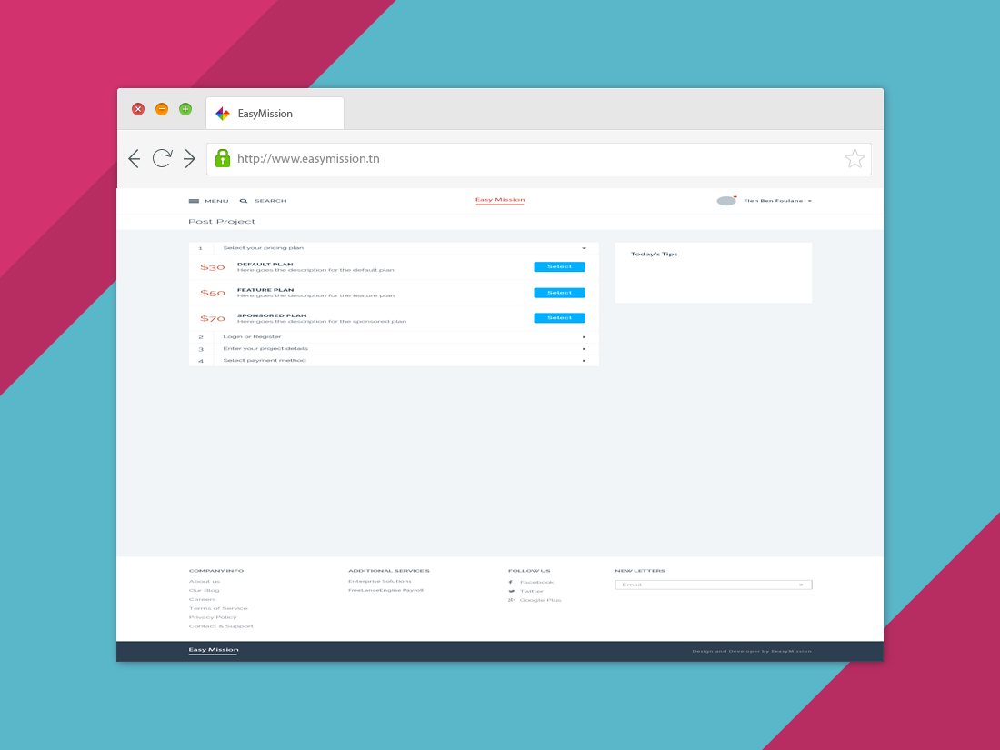 EasyMission
http://www.easymission.tn
MENU SEARCH Easy Mission Flen Ben Foulane
Post Project
1 Select your pricing plan
$30 DEFAULT PLAN Select
Here goes the description for the default plan
$50 FEATURE PLAN Select
Here goes the description for the feature plan
$70 SPONSORED PLAN Select
Here goes the description for the sponsored plan
2 Login or Register
3 Enter your project details
4 Select payment method
Today's Tips
COMPANY INFO
About us
Our Blog
Careers
Terms of Service
Privacy Policy
Contact & Support
ADDITIONAL SERVICE S
Enterprise Solutions
FreeLanceEngine Payroll
FOLLOW US
Facebook
Twitter
Google Plus
NEW LETTERS
Email
Easy Mission
Design and Developer by EeasyMission